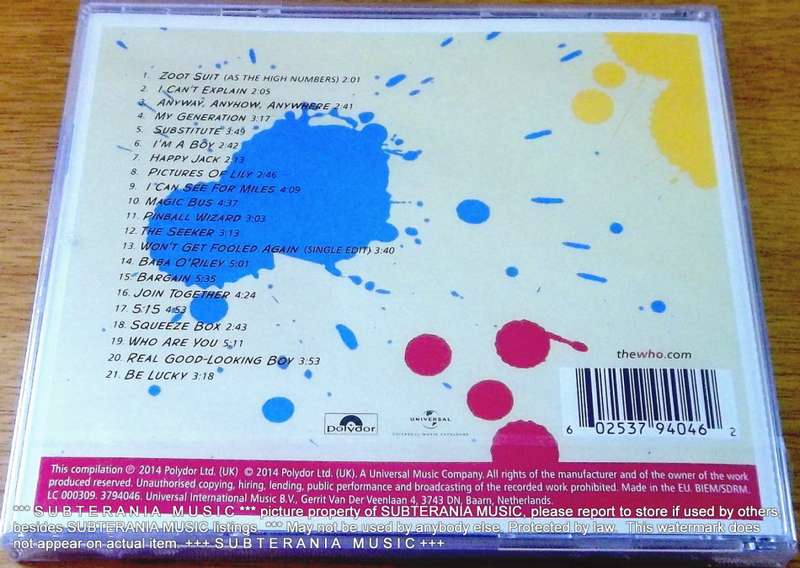 1. ZOOT SUIT (AS THE HIGH NUMBERS) 2:01
2. I CAN'T EXPLAIN 2:05
3. ANYWAY, ANYHOW, ANYWHERE 2:41
4. MY GENERATION 3:17
5. SUBSTITUTE 3:49
6. I'M A BOY 2:42
7. HAPPY JACK 2:13
8. PICTURES OF LILY 2:46
9. I CAN SEE FOR MILES 4:09
10. MAGIC BUS 4:37
11. PINBALL WIZARD 3:03
12. THE SEEKER 3:13
13. WON'T GET FOOLED AGAIN (SINGLE EDIT) 3:40
14. BABA O'RILEY 5:01
15. BARGAIN 5:35
16. JOIN TOGETHER 4:24
17. 5:15 4:53
18. SQUEEZE BOX 2:43
19. WHO ARE YOU 5:11
20. REAL GOOD-LOOKING BOY 3:53
21. BE LUCKY 3:18
thewho.com
Polydor
UNIVERSAL
UNIVERSAL MUSIC CATALOGUE
6 02537 94046 2
This compilation ℗ 2014 Polydor Ltd. (UK) © 2014 Polydor Ltd. (UK). A Universal Music Company. All rights of the manufacturer and of the owner of the work
produced reserved. Unauthorised copying, hiring, lending, public performance and broadcasting of the recorded work prohibited. Made in the EU. BIEM/SDRM.
LC 000309. 3794046. Universal International Music B.V., Gerrit Van Der Veenlaan 4, 3743 DN, Baarn, Netherlands.
*** S U B T E R A N I A M U S I C *** picture property of SUBTERANIA MUSIC, please report to store if used by others,
besides SUBTERANIA MUSIC listings. *** May not be used by anybody else. Protected by law. This watermark does
not appear on actual item. +++ S U B T E R A N I A M U S I C +++